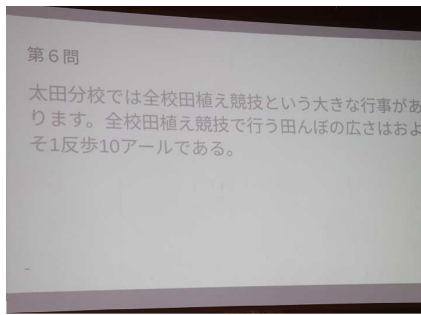 第６問
太田分校では全校田植え競技という大きな行事があ
ります。全校田植え競技で行う田んぼの広さはおよ
そ1反歩10アールである。